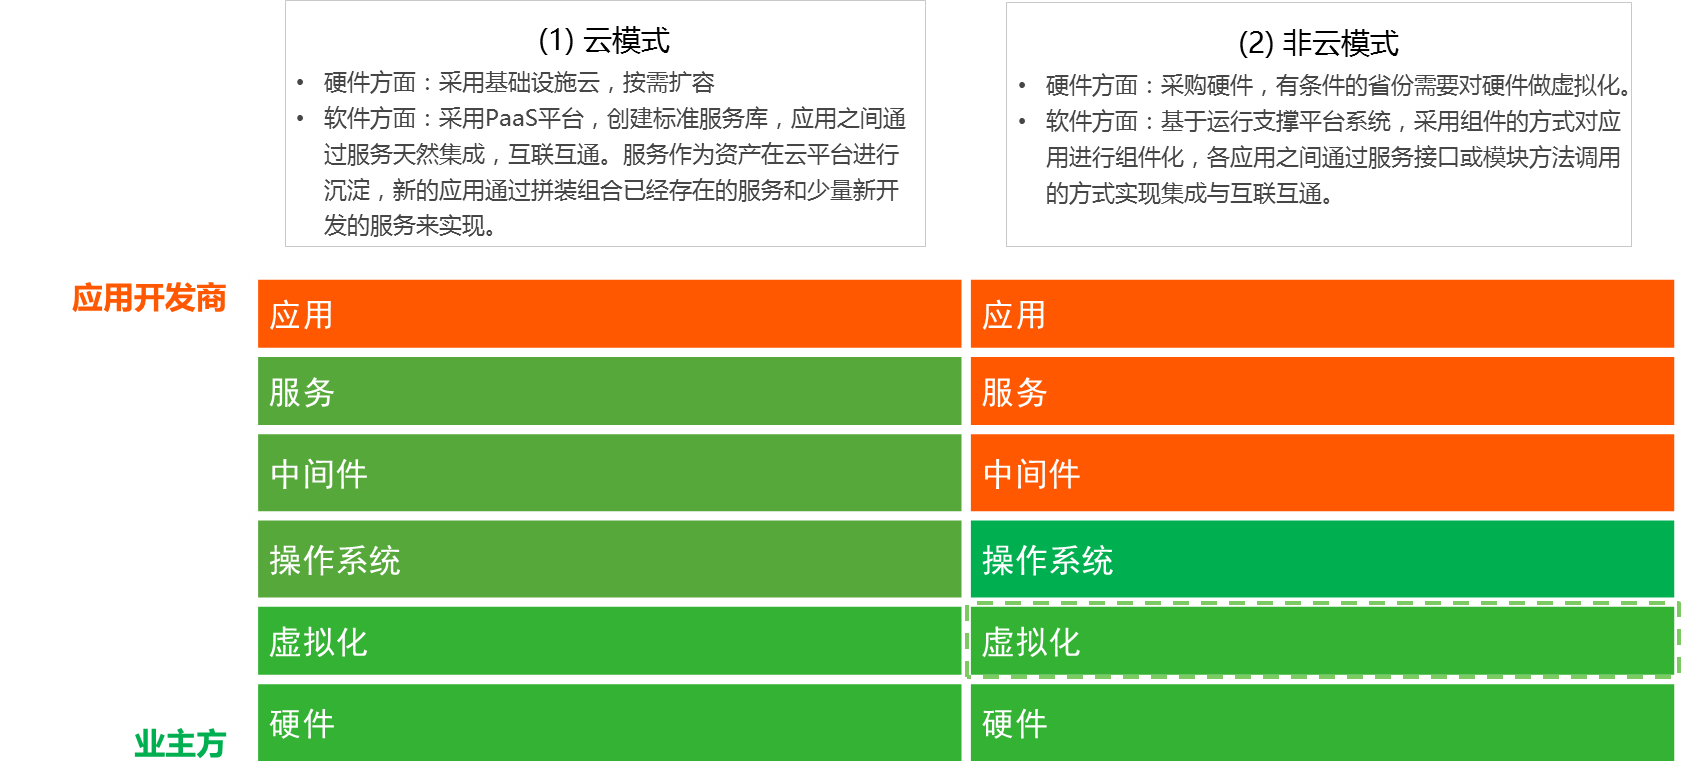 (1) 云模式
• 硬件方面：采用基础设施云，按需扩容
• 软件方面：采用PaaS平台，创建标准服务库，应用之间通
过服务天然集成，互联互通。服务作为资产在云平台进行
沉淀，新的应用通过拼装组合已经存在的服务和少量新开
发的服务来实现。
(2) 非云模式
• 硬件方面：采购硬件，有条件的省份需要对硬件做虚拟化。
• 软件方面：基于运行支撑平台系统，采用组件的方式对应
用进行组件化，各应用之间通过服务接口或模块方法调用
的方式实现集成与互联互通。
应用开发商
应用
应用
服务
服务
中间件
中间件
操作系统
操作系统
虚拟化
虚拟化
业主方
硬件
硬件